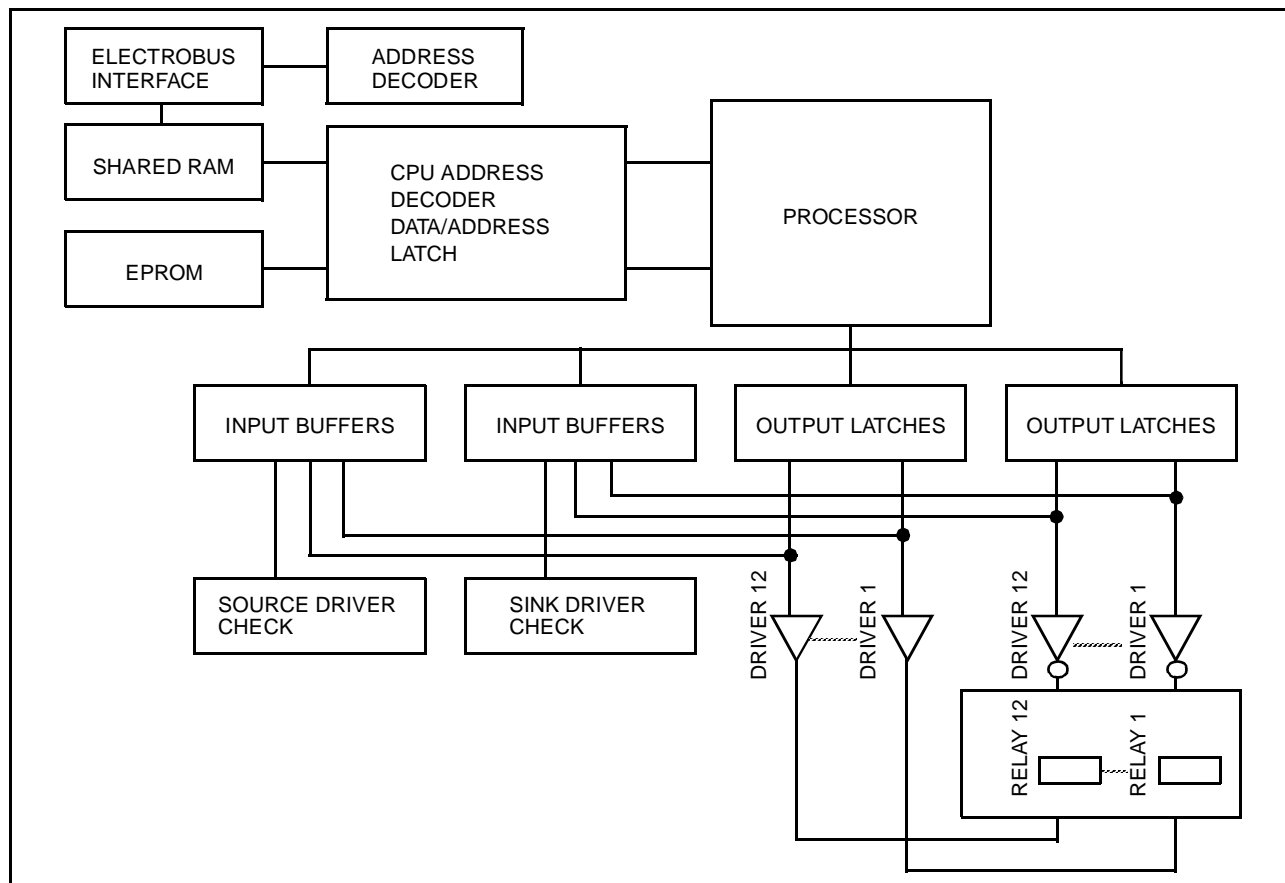 ELECTROBUS
INTERFACE
ADDRESS
DECODER
SHARED RAM
CPU ADDRESS
DECODER
DATA/ADDRESS
LATCH
PROCESSOR
EPROM
INPUT BUFFERS
INPUT BUFFERS
OUTPUT LATCHES
OUTPUT LATCHES
SOURCE DRIVER
CHECK
SINK DRIVER
CHECK
DRIVER 12
DRIVER 1
DRIVER 12
DRIVER 1
RELAY 12
RELAY 1